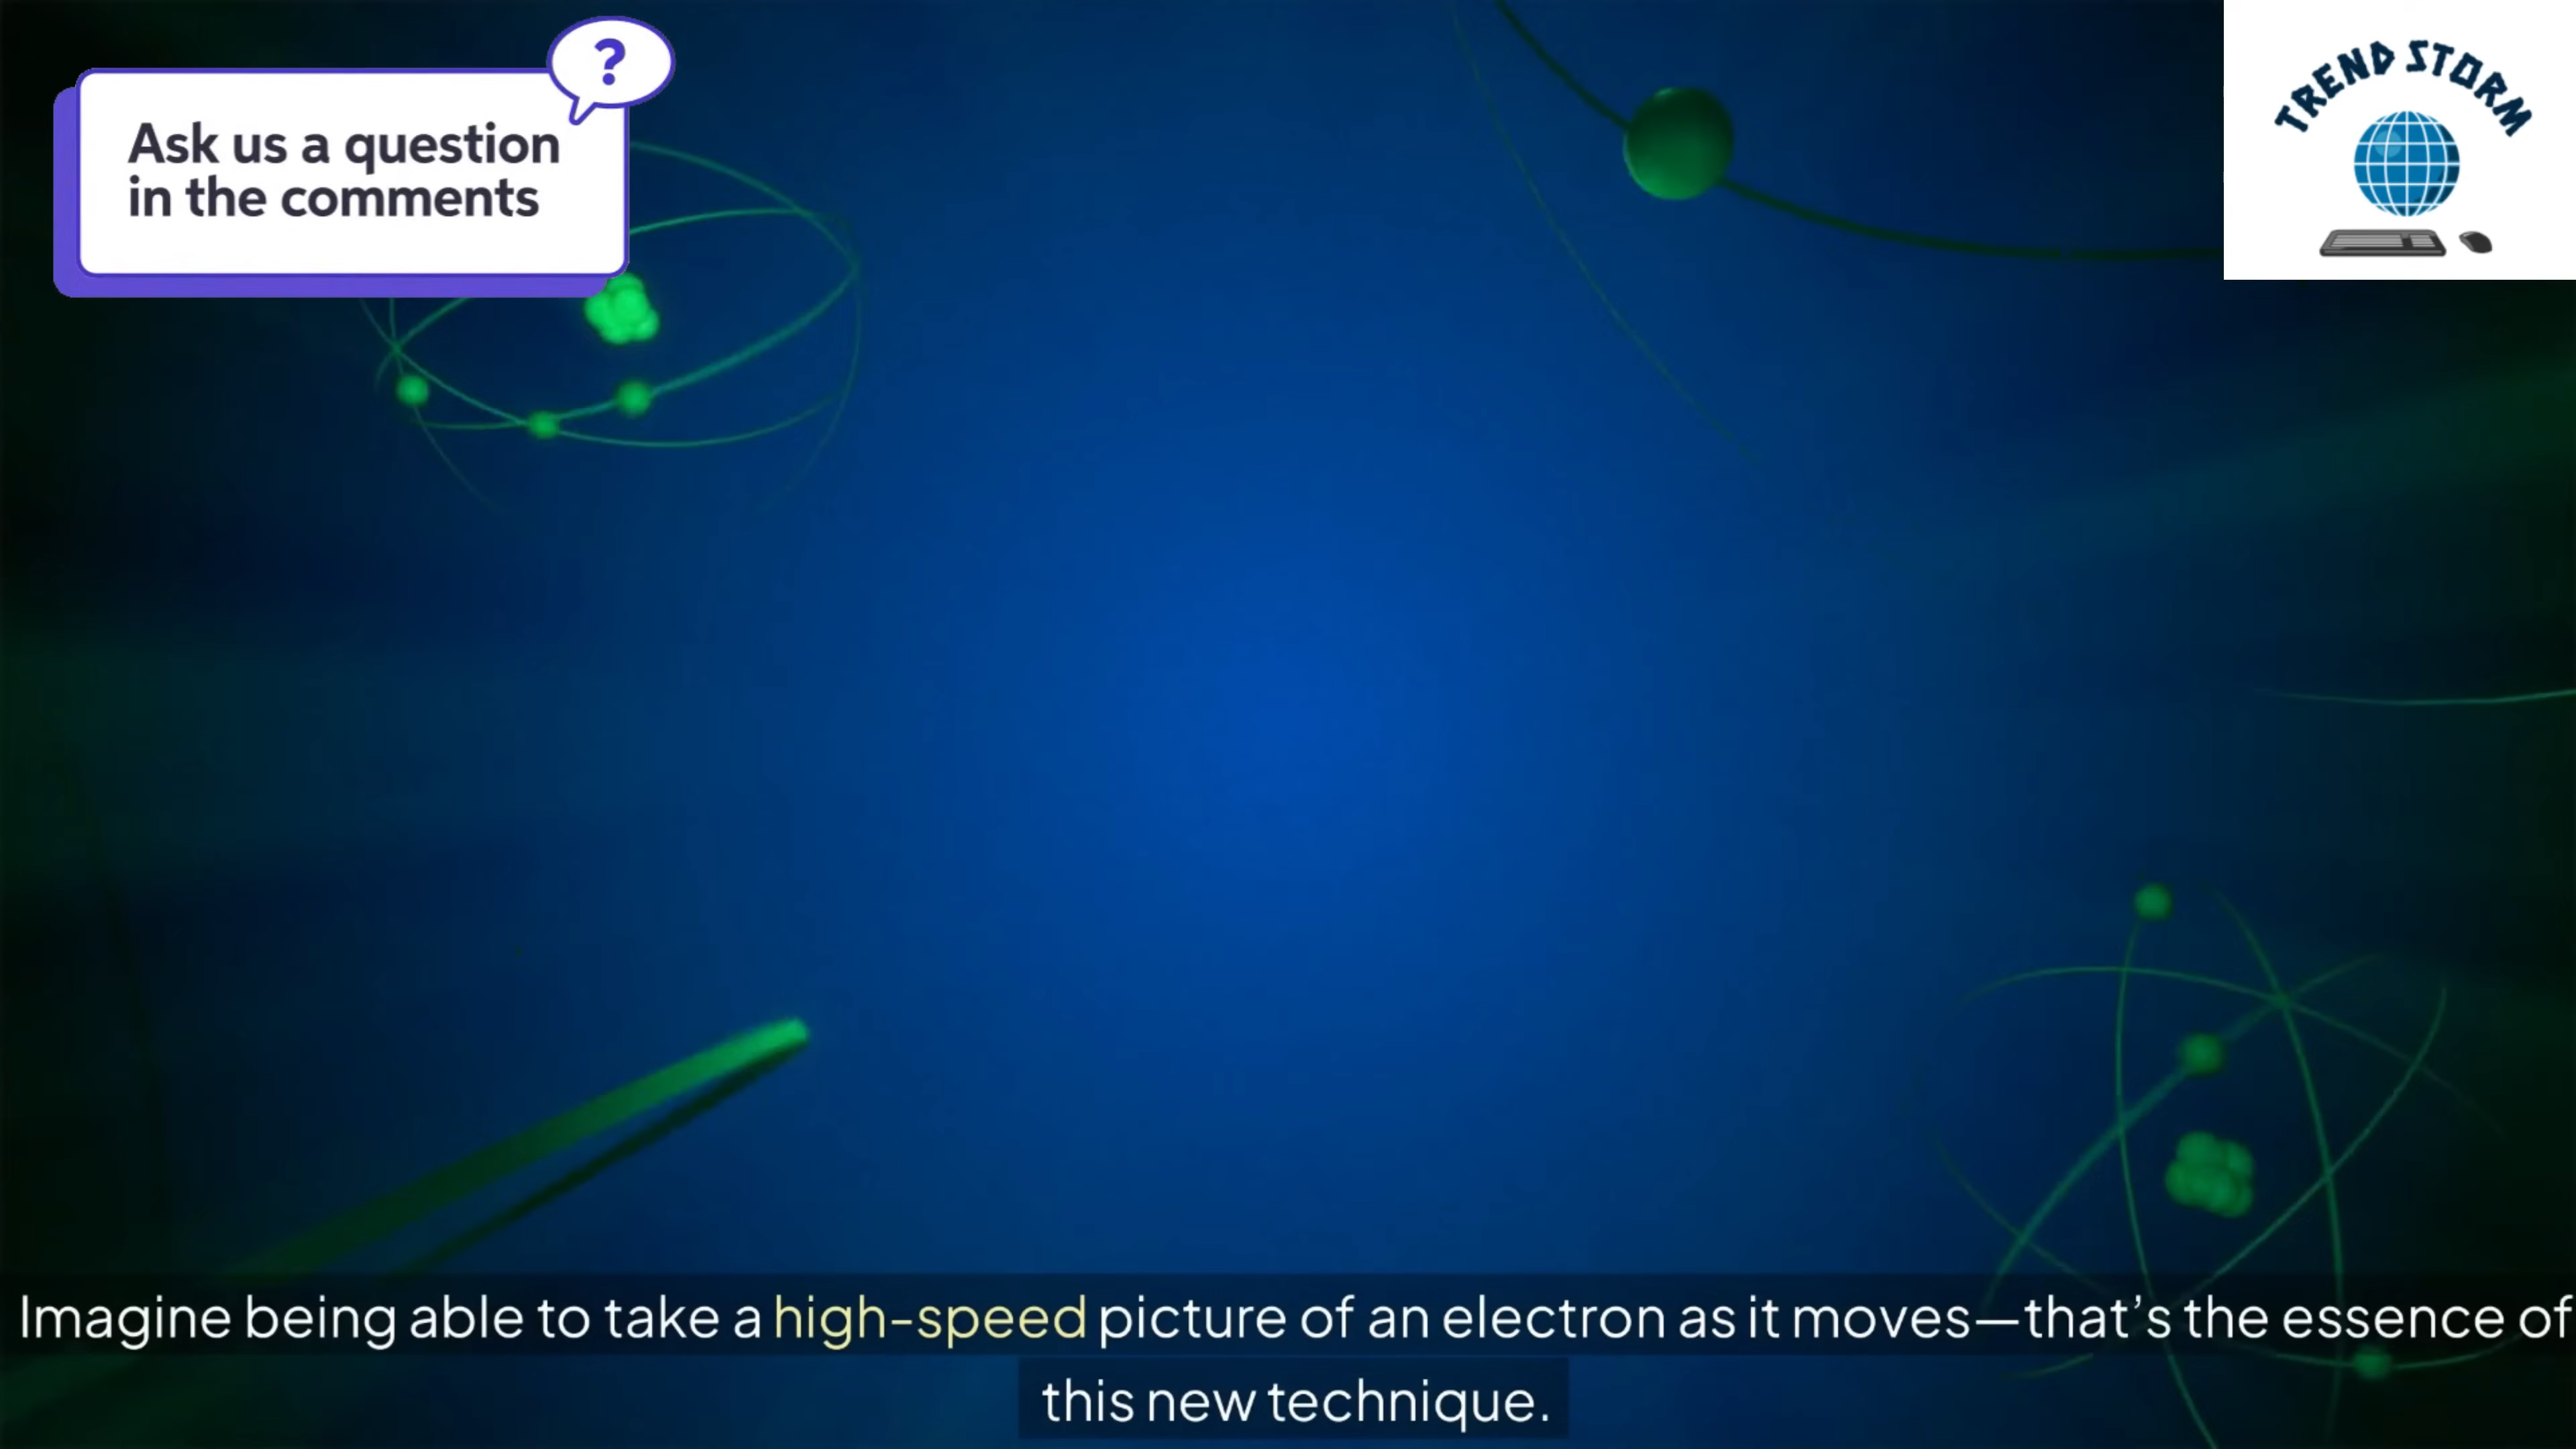 ?
Ask us a question
in the comments
TREND STORM
Imagine being able to take a high-speed picture of an electron as it moves—that’s the essence of
this new technique.